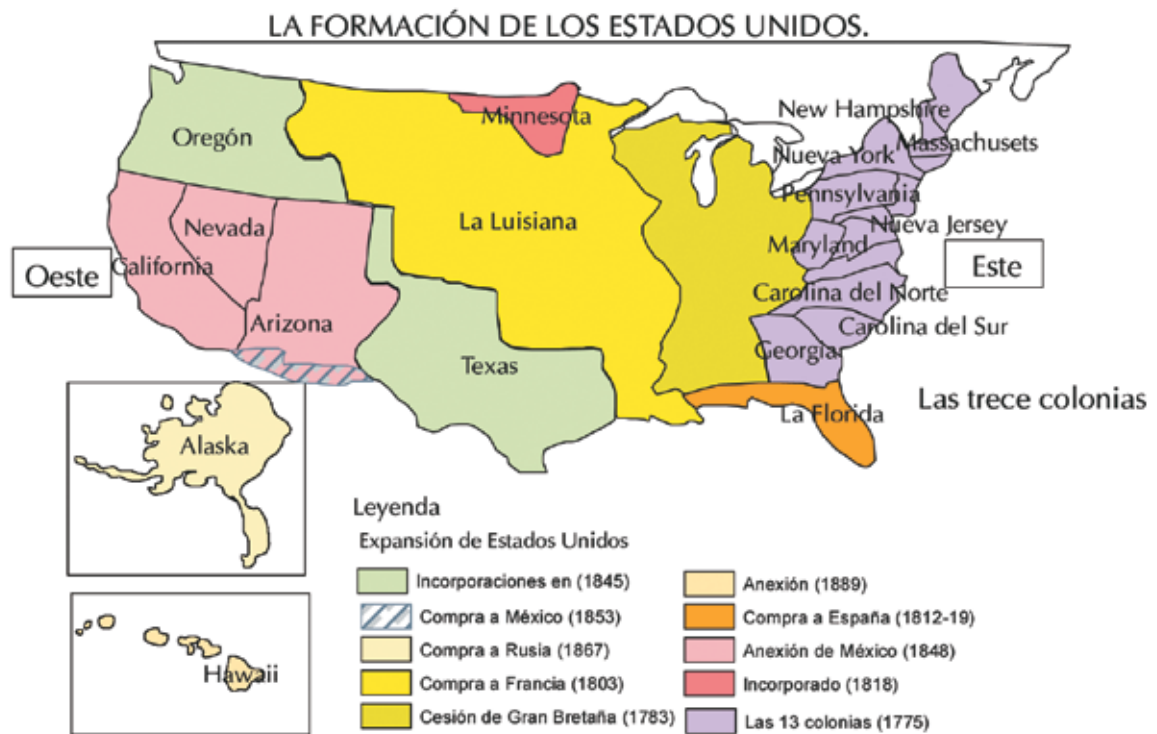 LA FORMACIÓN DE LOS ESTADOS UNIDOS.
New Hampshire
Minnesota
Oregón
Massachusets
Nueva York
Pennsylvania
La Luisiana
Nevada
Nueva Jersey
Maryland
Oeste
California
Este
Carolina del Norte
Arizona
Carolina del Sur
Georgia
Texas
Las trece colonias
La Florida
Alaska
Hawaii
Leyenda
Expansión de Estados Unidos
Incorporaciones en (1845)
Compra a México (1853)
Compra a Rusia (1867)
Compra a Francia (1803)
Cesión de Gran Bretaña (1783)
Anexión (1889)
Compra a España (1812-19)
Anexión de México (1848)
Incorporado (1818)
Las 13 colonias (1775)